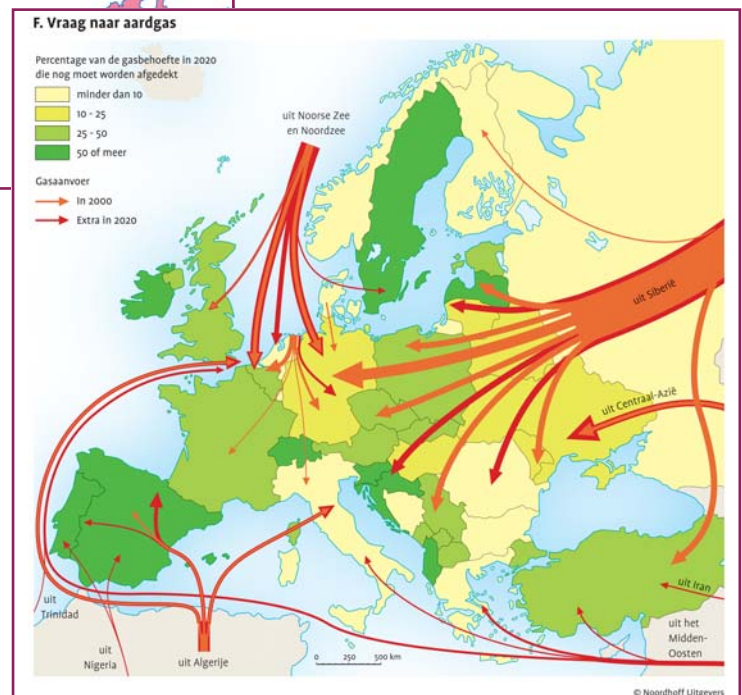 F. Vraag naar aardgas
Percentage van de gasbehoefte in 2020
die nog moet worden afgedekt
minder dan 10
10 - 25
25 - 50
50 of meer
Gasaanvoer
In 2000
Extra in 2020
uit Noorse Zee
en Noordzee
uit Siberië
uit Centraal-Azië
uit Iran
uit het
Midden-
Oosten
uit
Trinidad
uit
Nigeria
uit Algerije
0 250 500 km
© Noordhoff Uitgevers